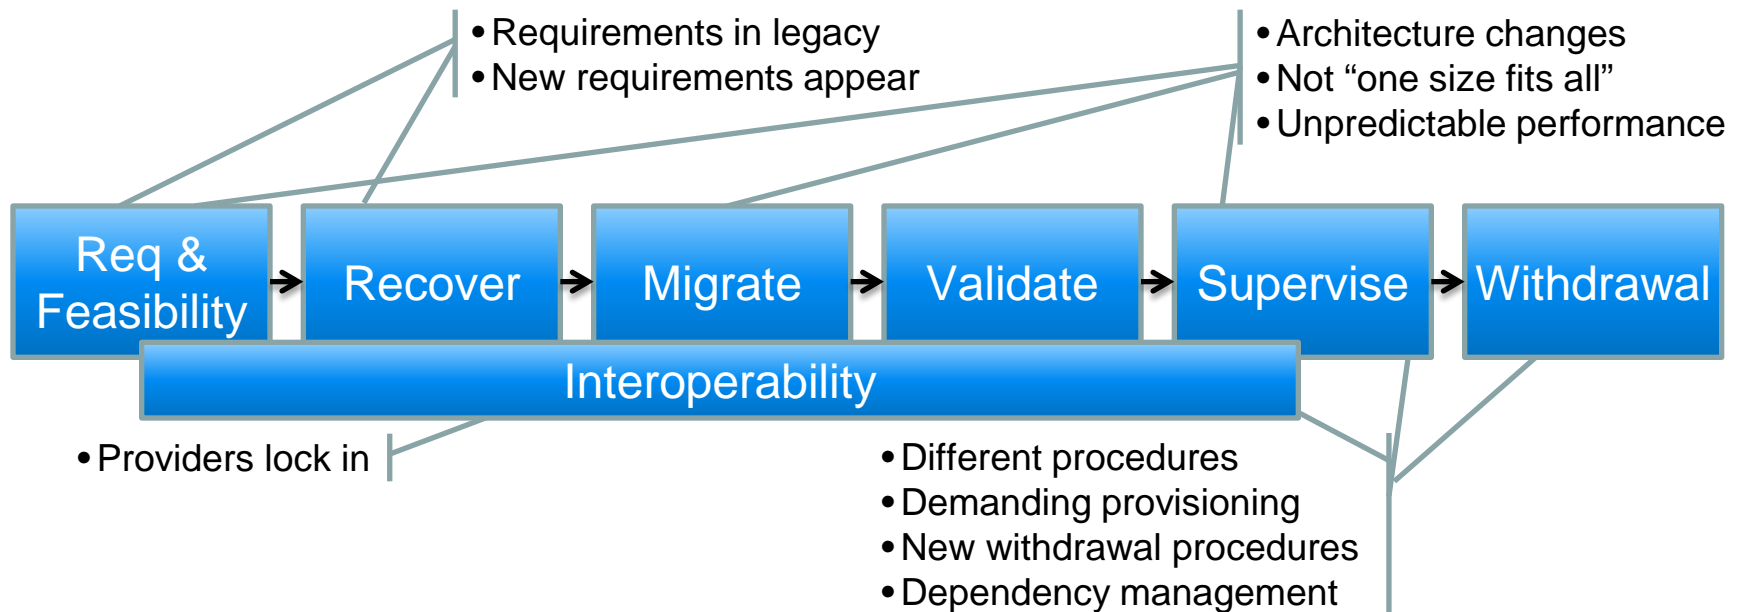 • Requirements in legacy
• New requirements appear
• Architecture changes
• Not “one size fits all”
• Unpredictable performance
Req &
Feasibility
Recover
Migrate
Validate
Supervise
Withdrawal
Interoperability
• Providers lock in
• Different procedures
• Demanding provisioning
• New withdrawal procedures
• Dependency management